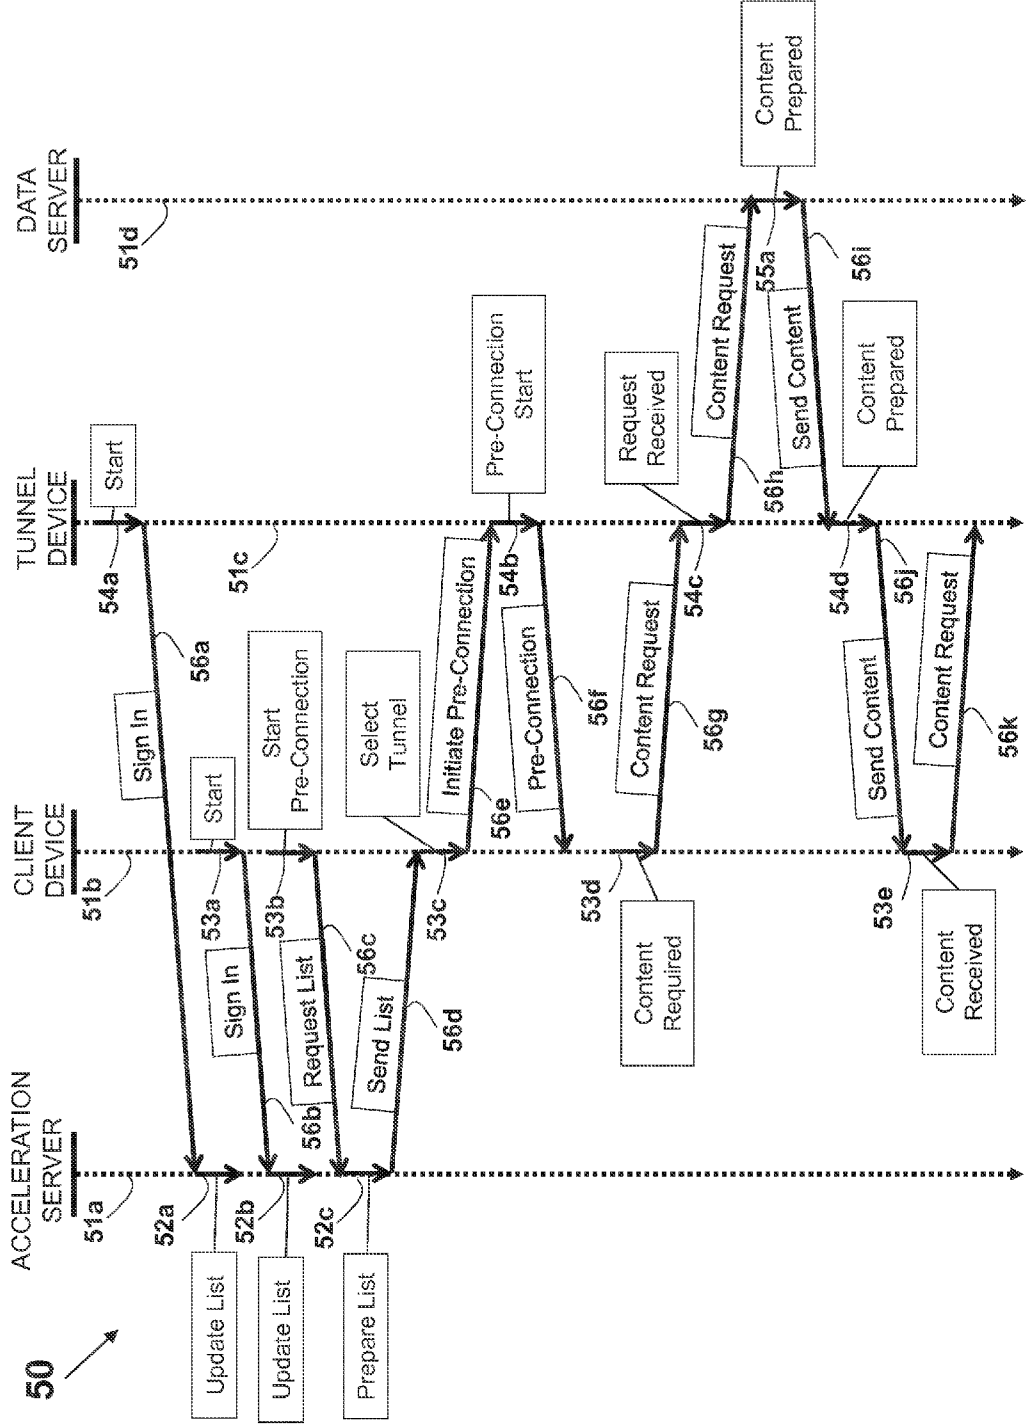 50
ACCELERATION
SERVER
CLIENT
DEVICE
TUNNEL
DEVICE
DATA
SERVER
51a
51b
51c
51d
Start
54a
56a
Sign In
52a
Update List
Start
53a
Sign In
56b
52b
Update List
Start
Pre-Connection
53b
56c
Request List
52c
Prepare List
Send List
56d
Select
Tunnel
53c
Initiate Pre-Connection
56e
Pre-Connection
Start
54b
Pre-Connection
56f
53d
Content
Required
Content Request
56g
Request
Received
54c
Content Request
56h
Content
Prepared
55a
Send Content
56i
Content
Prepared
54d
56j
Send Content
53e
Content
Received
Content Request
56k